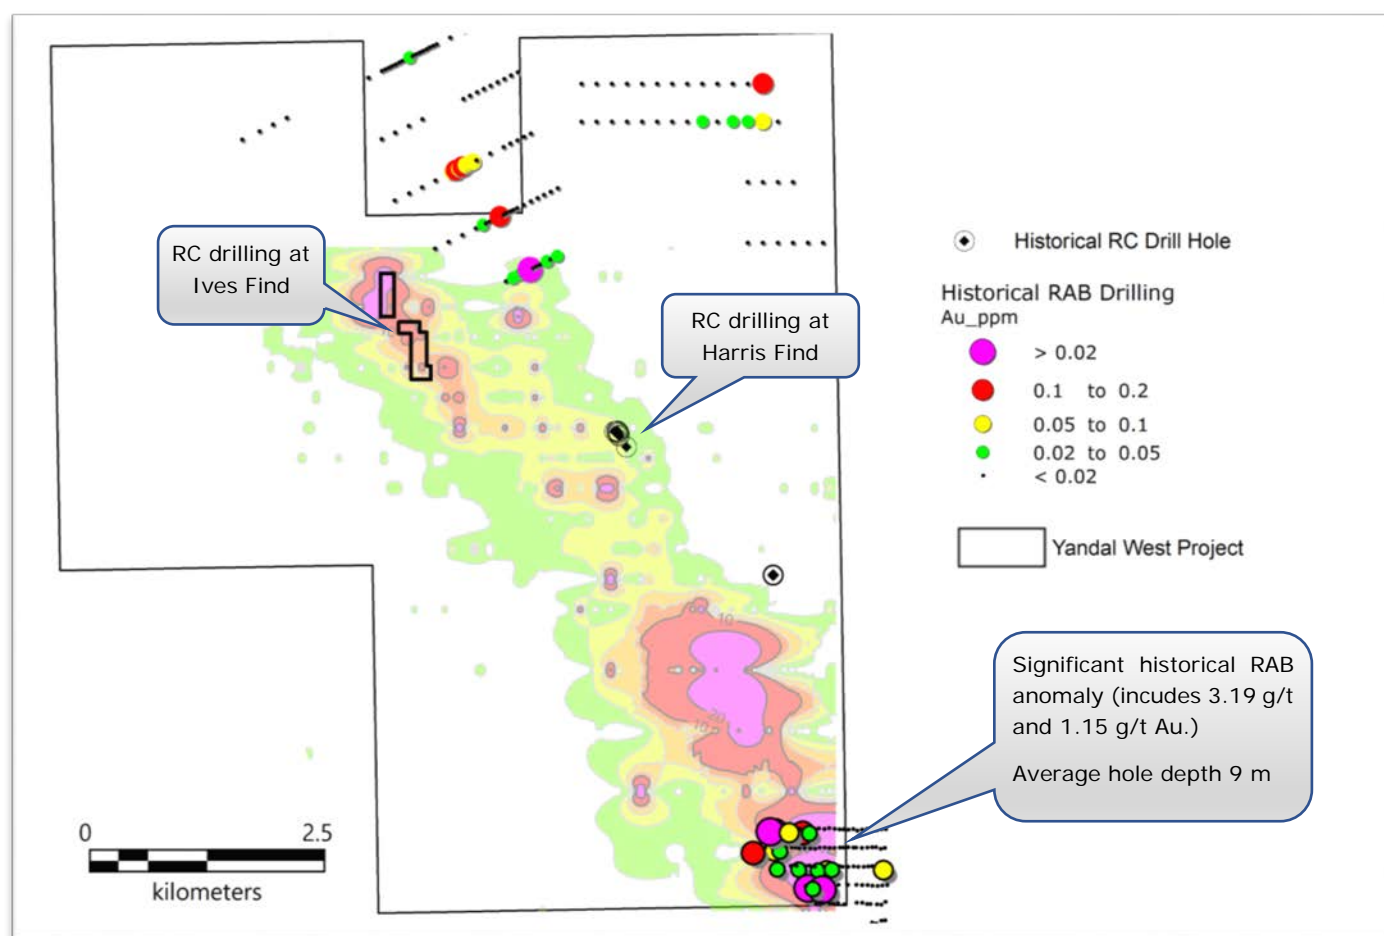 RC drilling at
Ives Find
RC drilling at
Harris Find
Historical RC Drill Hole
Historical RAB Drilling
Au_ppm
> 0.02
0.1 to 0.2
0.05 to 0.1
0.02 to 0.05
< 0.02
Yandal West Project
10
20
10
Significant historical RAB
anomaly (incudes 3.19 g/t
and 1.15 g/t Au.)
Average hole depth 9 m
0 2.5
kilometers